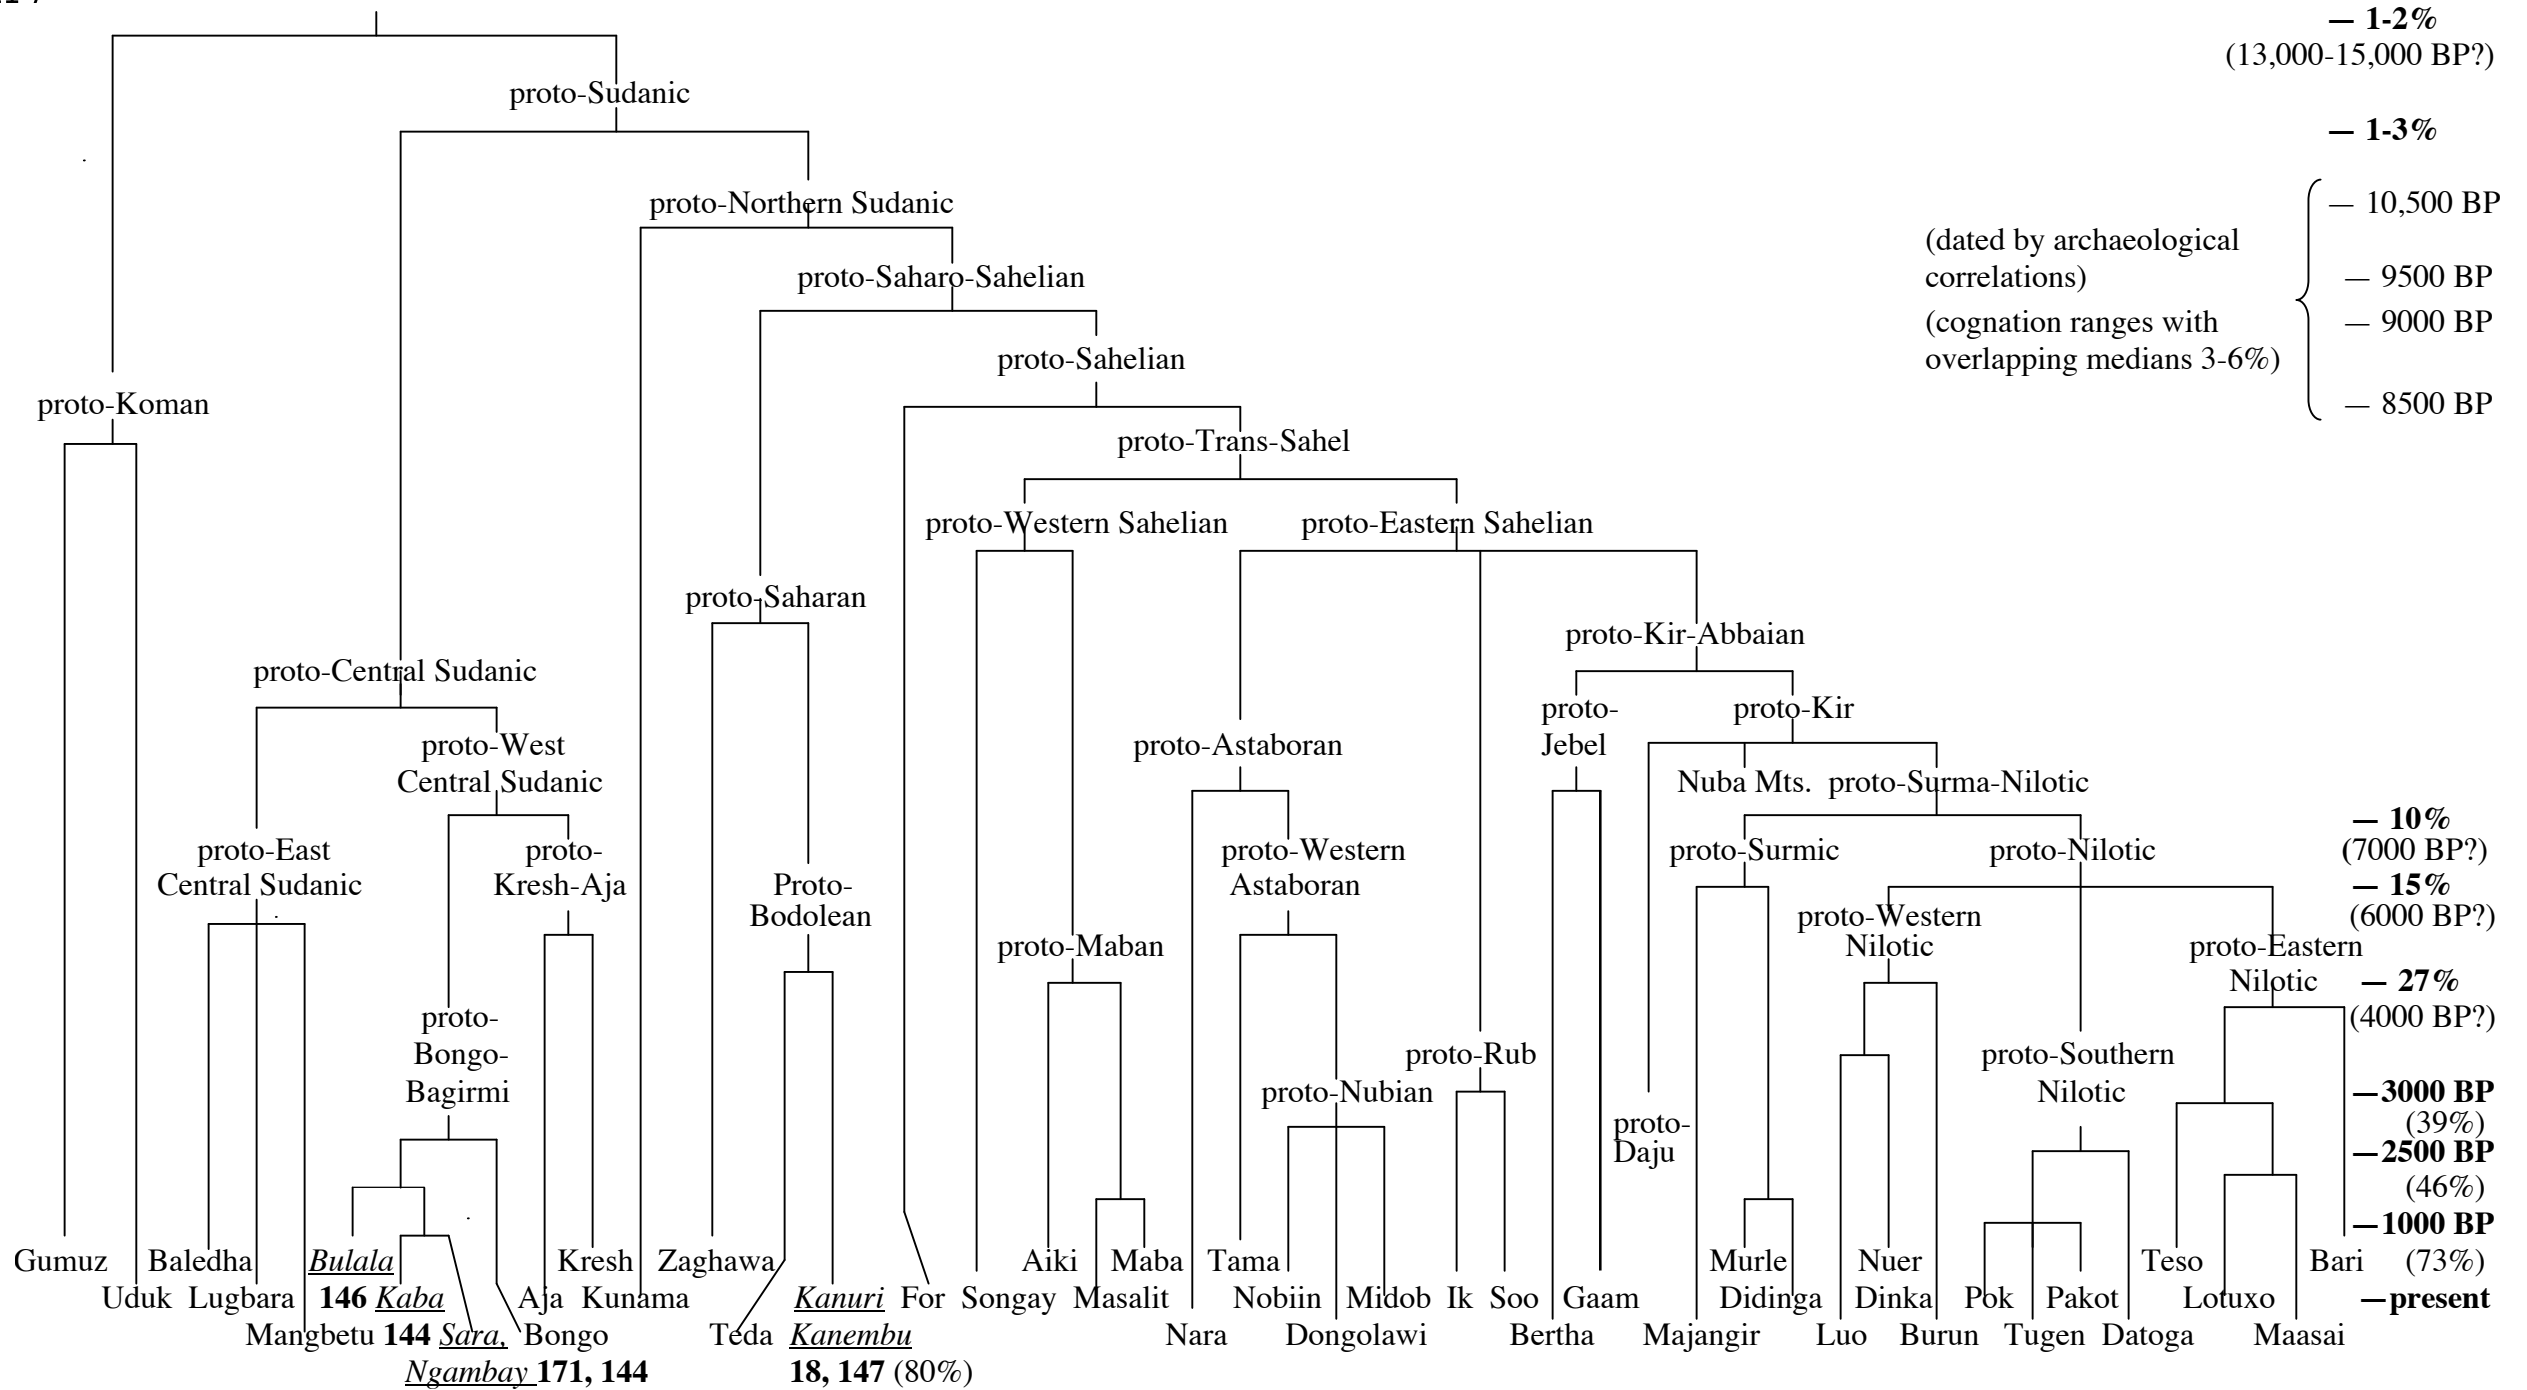 — 1-2%
(13,000-15,000 BP?)
proto-Sudanic
— 1-3%
proto-Northern Sudanic
— 10,500 BP
(dated by archaeological
correlations)
proto-Saharo-Sahelian
— 9500 BP
(cognation ranges with
overlapping medians 3-6%)
— 9000 BP
proto-Sahelian
proto-Koman
— 8500 BP
proto-Trans-Sahel
proto-Western Sahelian
proto-Eastern Sahelian
proto-Saharan
proto-Kir-Abbaian
proto-Central Sudanic
proto-
Jebel
proto-Kir
proto-West
Central Sudanic
proto-Astaboran
Nuba Mts.
proto-Surma-Nilotic
— 10%
(7000 BP?)
proto-East
Central Sudanic
proto-
Kresh-Aja
Proto-
Bodolean
proto-Western
Astaboran
proto-Surmic
proto-Nilotic
— 15%
(6000 BP?)
proto-Western
Nilotic
proto-Maban
proto-Eastern
Nilotic
— 27%
(4000 BP?)
proto-
Bongo-
Bagirmi
proto-Rub
proto-Southern
Nilotic
proto-Nubian
—3000 BP
(39%)
proto-
Daju
—2500 BP
(46%)
—1000 BP
(73%)
Gumuz Baledha Bulala Kresh Zaghawa Aiki Maba Tama Murle Nuer Teso Bari
Uduk Lugbara 146 Kaba Aja Kunama Kanuri For Songay Masalit Nobiin Midob Ik Soo Gaam Didinga Dinka Pok Pakot Lotuxo —present
Mangbetu 144 Sara, Bongo Teda Kanembu Nara Dongolawi Bertha Majangir Luo Burun Tugen Datoga Maasai
Ngambay 171, 144 18, 147 (80%)